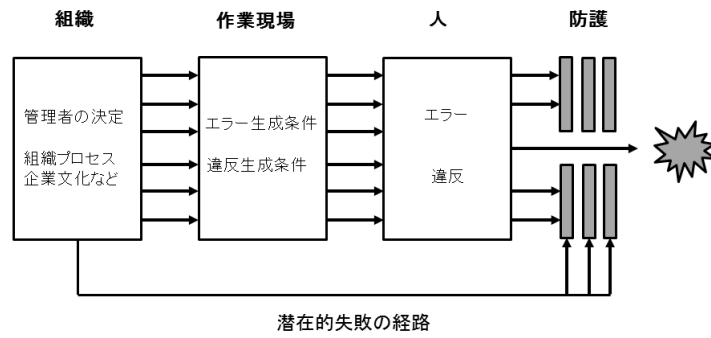 組織
作業現場
人
防護
管理者の決定
組織プロセス
企業文化など
エラー生成条件
違反生成条件
エラー
違反
潜在的失敗の経路